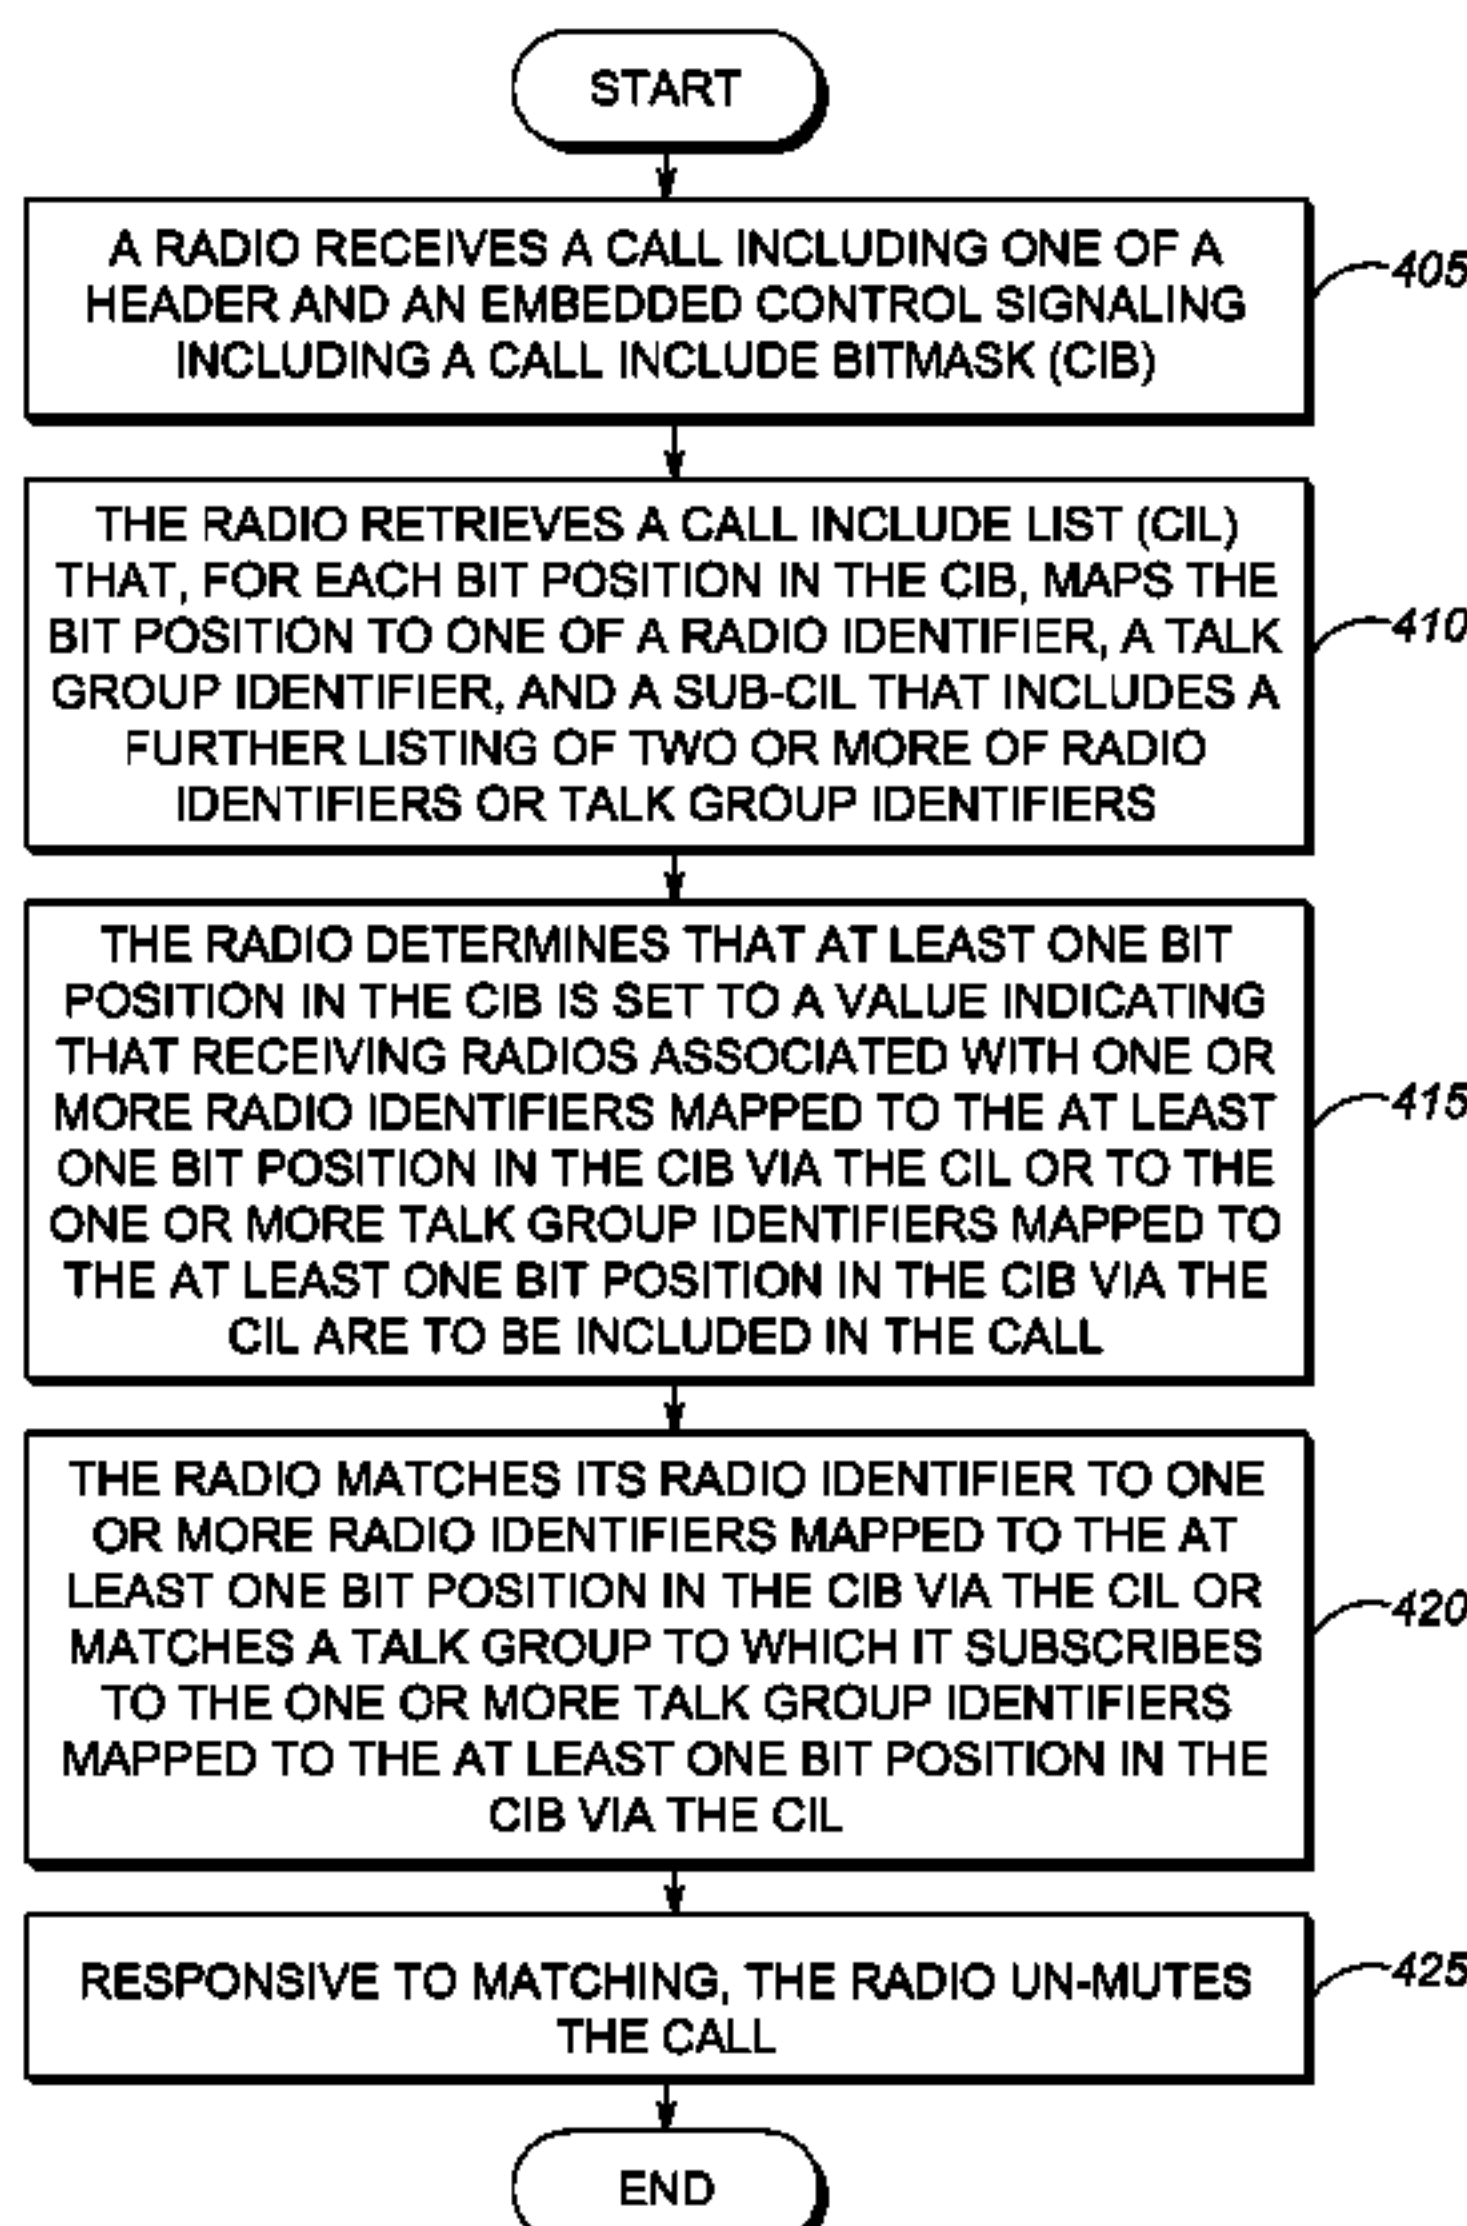 START
A RADIO RECEIVES A CALL INCLUDING ONE OF A
HEADER AND AN EMBEDDED CONTROL SIGNALING
INCLUDING A CALL INCLUDE BITMASK (CIB)
405
THE RADIO RETRIEVES A CALL INCLUDE LIST (CIL)
THAT, FOR EACH BIT POSITION IN THE CIB, MAPS THE
BIT POSITION TO ONE OF A RADIO IDENTIFIER, A TALK
GROUP IDENTIFIER, AND A SUB-CIL THAT INCLUDES A
FURTHER LISTING OF TWO OR MORE OF RADIO
IDENTIFIERS OR TALK GROUP IDENTIFIERS
410
THE RADIO DETERMINES THAT AT LEAST ONE BIT
POSITION IN THE CIB IS SET TO A VALUE INDICATING
THAT RECEIVING RADIOS ASSOCIATED WITH ONE OR
MORE RADIO IDENTIFIERS MAPPED TO THE AT LEAST
ONE BIT POSITION IN THE CIB VIA THE CIL OR TO THE
ONE OR MORE TALK GROUP IDENTIFIERS MAPPED TO
THE AT LEAST ONE BIT POSITION IN THE CIB VIA THE
CIL ARE TO BE INCLUDED IN THE CALL
415
THE RADIO MATCHES ITS RADIO IDENTIFIER TO ONE
OR MORE RADIO IDENTIFIERS MAPPED TO THE AT
LEAST ONE BIT POSITION IN THE CIB VIA THE CIL OR
MATCHES A TALK GROUP TO WHICH IT SUBSCRIBES
TO THE ONE OR MORE TALK GROUP IDENTIFIERS
MAPPED TO THE AT LEAST ONE BIT POSITION IN THE
CIB VIA THE CIL
420
RESPONSIVE TO MATCHING, THE RADIO UN-MUTES
THE CALL
425
END